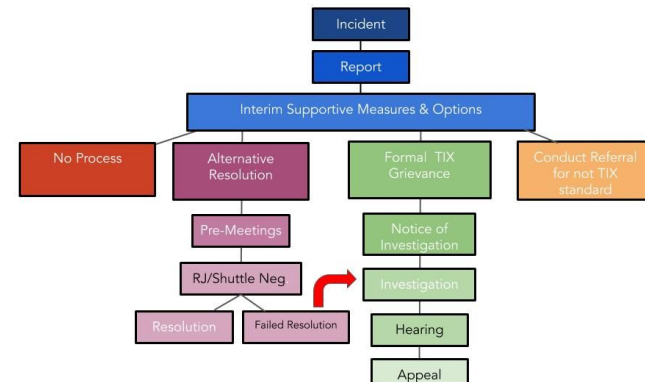 Incident
Report
Interim Supportive Measures & Options
No Process
Alternative
Resolution
Formal TIX
Grievance
Conduct Referral
for not TIX
standard
Pre-Meetings
Notice of
Investigation
RJ/Shuttle Neg.
Investigation
Resolution
Failed Resolution
Hearing
Appeal